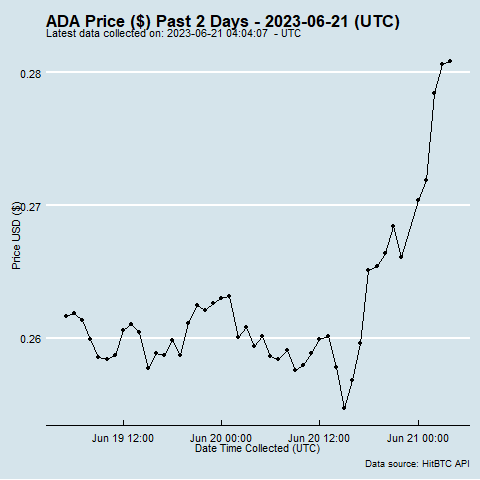 ADA Price ($) Past 2 Days - 2023-06-21 (UTC)
Latest data collected on: 2023-06-21 04:04:07 - UTC
0.28
0.27
0.26
Price USD ($)
Jun 19 12:00 Jun 20 00:00 Jun 20 12:00 Jun 21 00:00
Date Time Collected (UTC)
Data source: HitBTC API